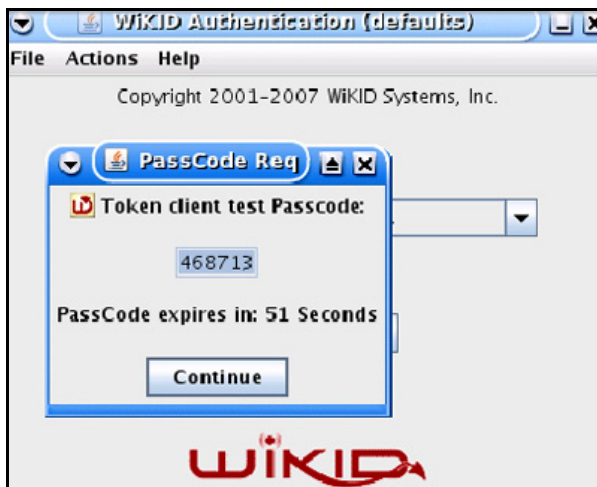 WiKID Authentication (defaults)
File Actions Help
Copyright 2001-2007 WiKID Systems, Inc.
PassCode Req
Token client test Passcode:
468713
PassCode expires in: 51 Seconds
Continue
WiKID